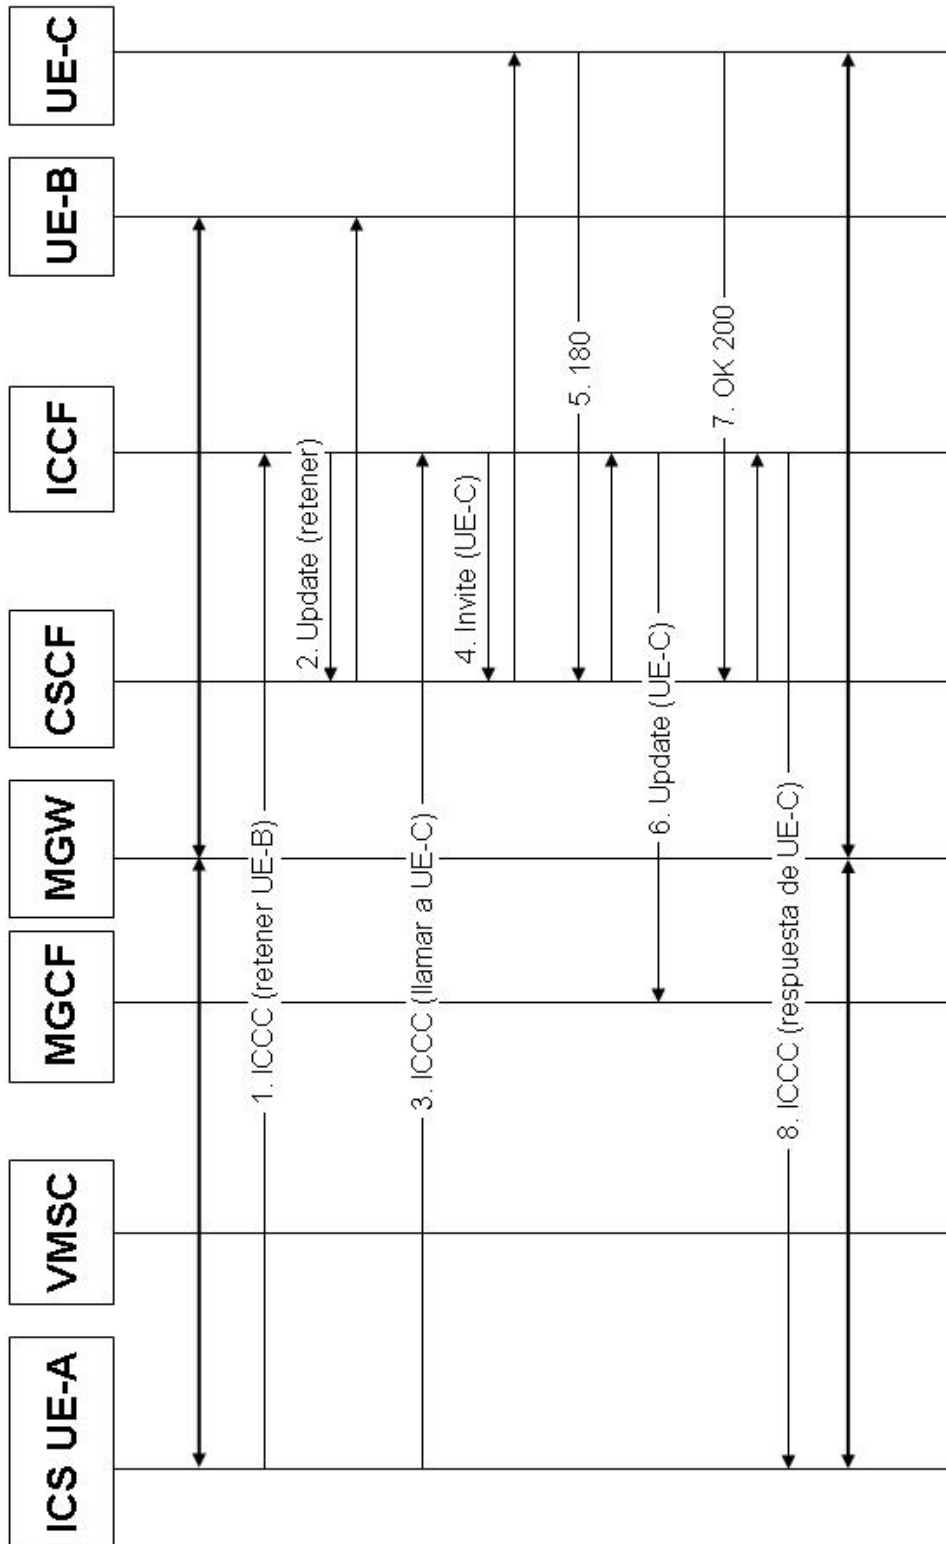 ICS UE-A
VMSC
MGCF
MGW
CSCF
ICCF
UE-B
UE-C
1. ICCC (retener UE-B)
2. Update (retener)
3. ICCC (llamar a UE-C)
4. Invite (UE-C)
5. 180
6. Update (UE-C)
7. OK 200
8. ICCC (respuesta de UE-C)